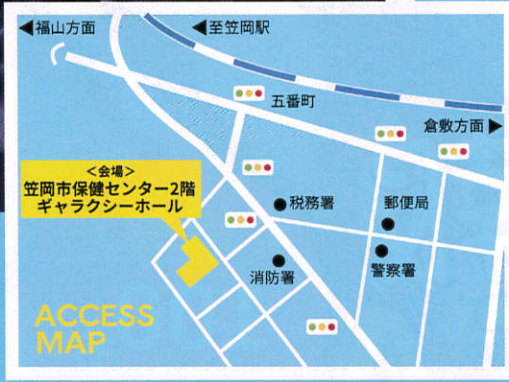 ◀福山方面
◀至笠岡駅
五番町
倉敷方面▶
<会場>
笠岡市保健センター2階
ギャラクシーホール
税務署
郵便局
消防署
警察署
ACCESS
MAP